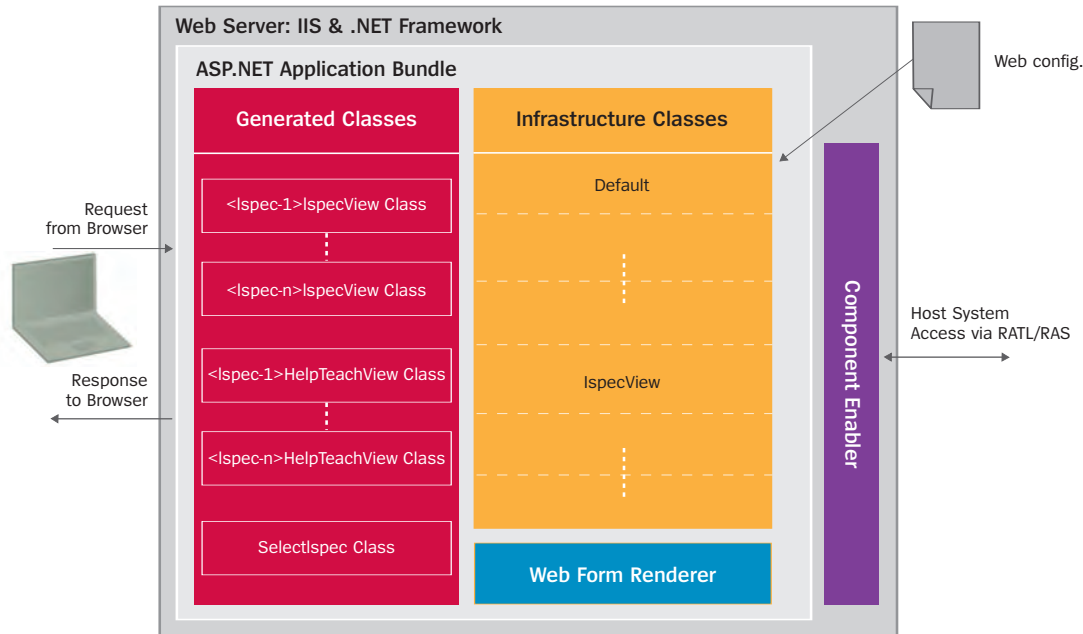 Web Server: IIS & .NET Framework
ASP.NET Application Bundle
Web config.
Generated Classes
Infrastructure Classes
<Ispec-1>IspecView Class
<Ispec-n>IspecView Class
<Ispec-1>HelpTeachView Class
<Ispec-n>HelpTeachView Class
SelectIspec Class
Default
IspecView
Web Form Renderer
Component Enabler
Request
from Browser
Response
to Browser
Host System
Access via RATL/RAS